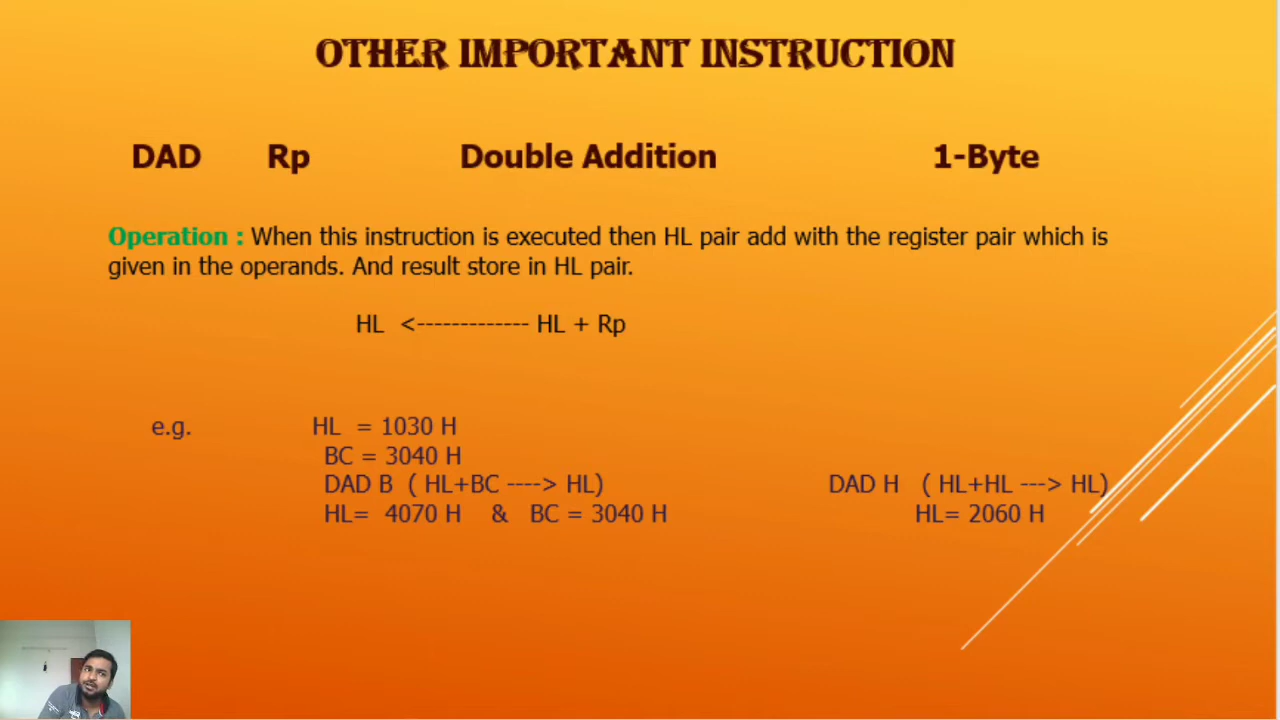 OTHER IMPORTANT INSTRUCTION
DAD Rp Double Addition 1-Byte
Operation : When this instruction is executed then HL pair add with the register pair which is
given in the operands. And result store in HL pair.
HL <------------- HL + Rp
e.g. HL = 1030 H
BC = 3040 H
DAD B ( HL+BC ----> HL) DAD H ( HL+HL ---> HL)
HL= 4070 H & BC = 3040 H HL= 2060 H